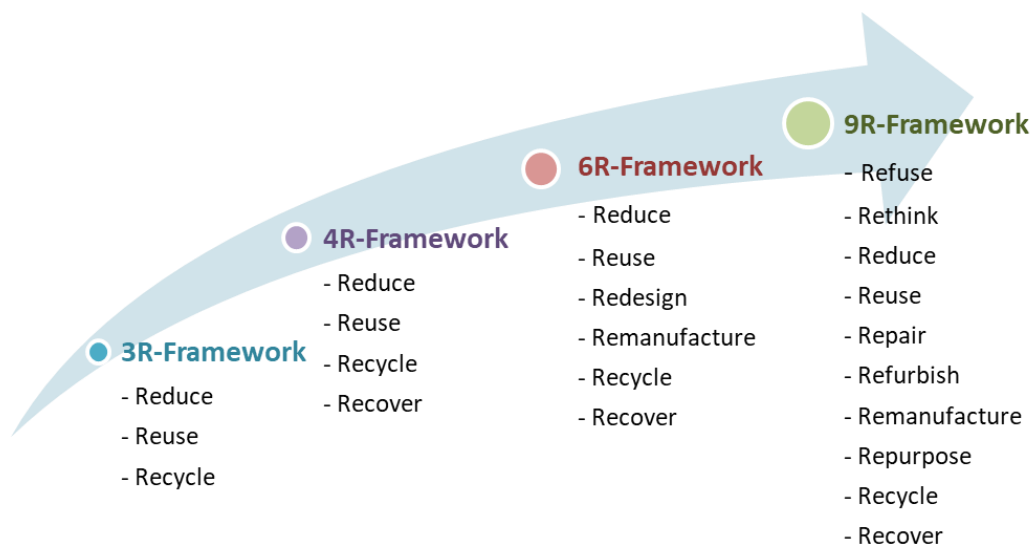 3R-Framework
- Reduce
- Reuse
- Recycle
4R-Framework
- Reduce
- Reuse
- Recycle
- Recover
6R-Framework
- Reduce
- Reuse
- Redesign
- Remanufacture
- Recycle
- Recover
9R-Framework
- Refuse
- Rethink
- Reduce
- Reuse
- Repair
- Refurbish
- Remanufacture
- Repurpose
- Recycle
- Recover